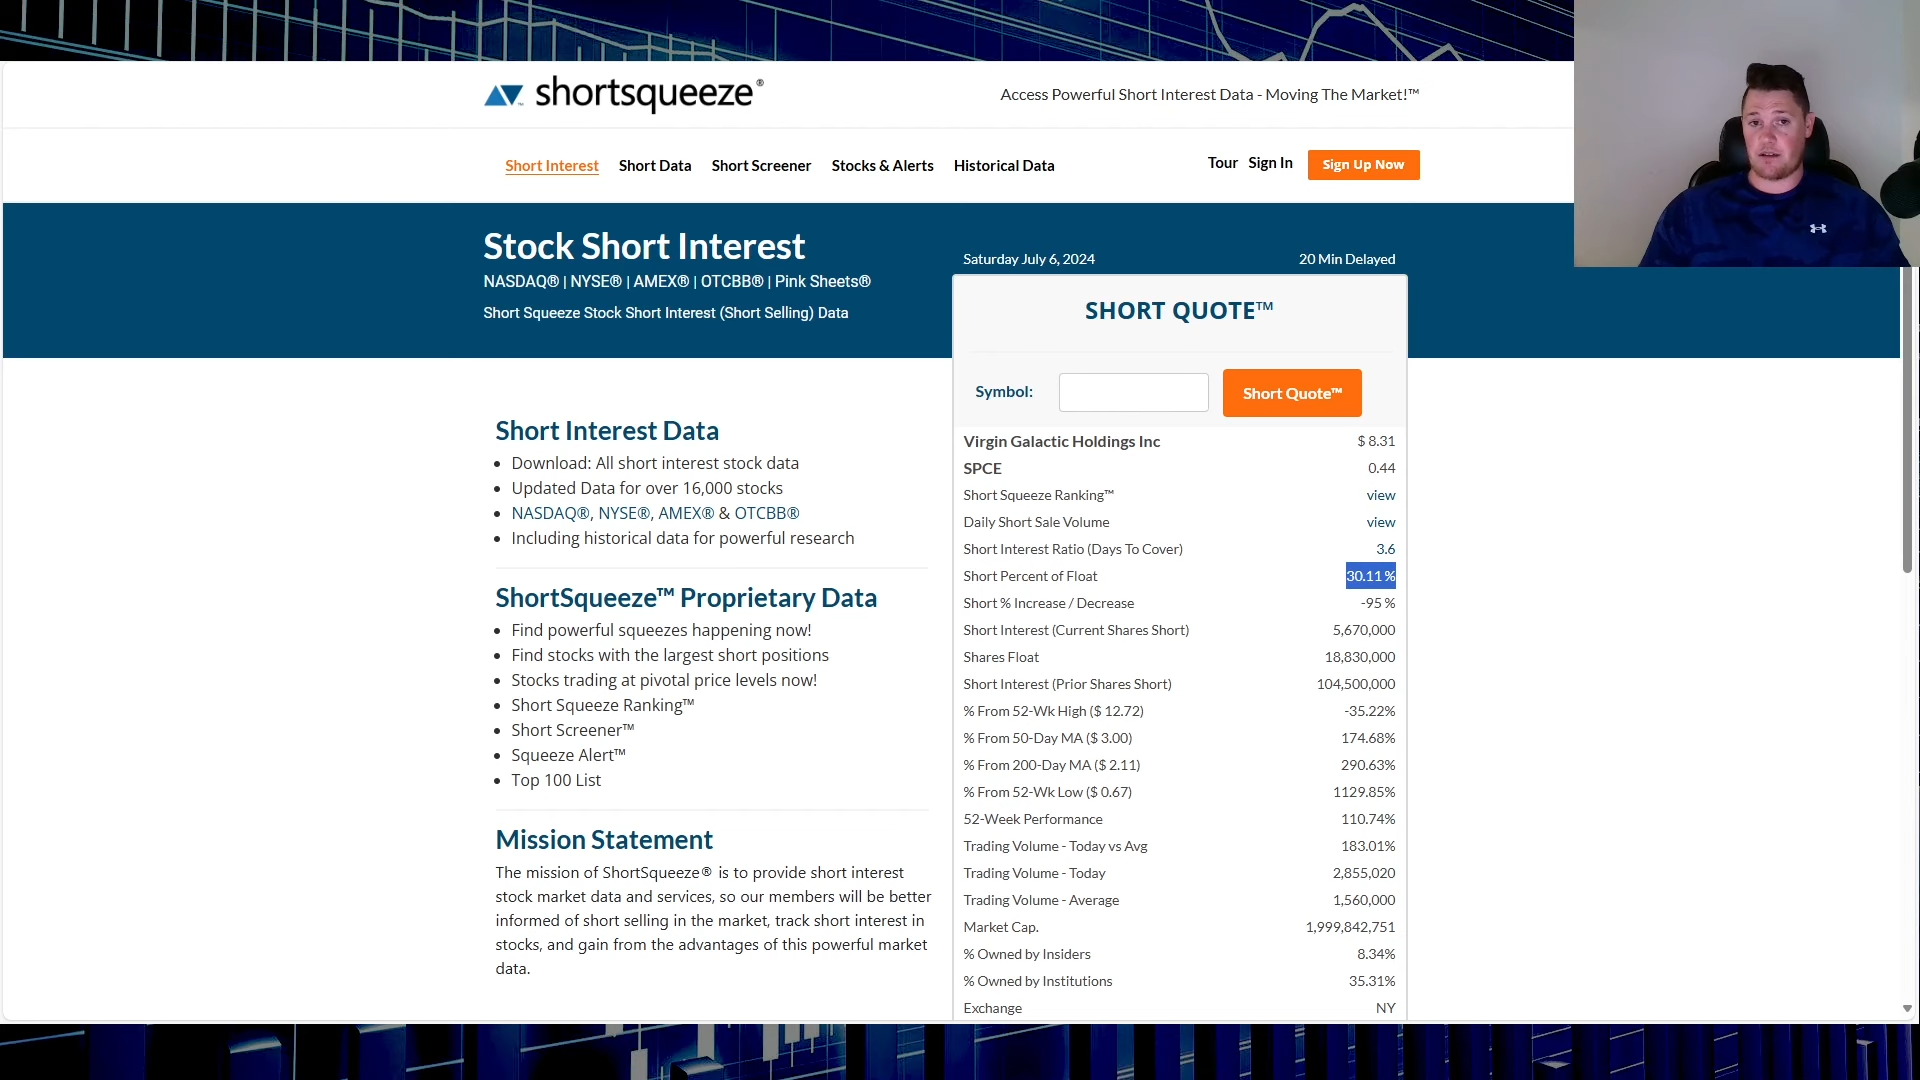 shortsqueeze®
Access Powerful Short Interest Data - Moving The Market!™
Short Interest Short Data Short Screener Stocks & Alerts Historical Data
Tour Sign In Sign Up Now
Stock Short Interest
NASDAQ® | NYSE® | AMEX® | OTCBB® | Pink Sheets®
Short Squeeze Stock Short Interest (Short Selling) Data
Short Interest Data
• Download: All short interest stock data
• Updated Data for over 16,000 stocks
• NASDAQ®, NYSE®, AMEX® & OTCBB®
• Including historical data for powerful research
ShortSqueeze™ Proprietary Data
• Find powerful squeezes happening now!
• Find stocks with the largest short positions
• Stocks trading at pivotal price levels now!
• Short Squeeze Ranking™
• Short Screener™
• Squeeze Alert™
• Top 100 List
Mission Statement
The mission of ShortSqueeze® is to provide short interest
stock market data and services, so our members will be better
informed of short selling in the market, track short interest in
stocks, and gain from the advantages of this powerful market
data.
Saturday July 6, 2024 20 Min Delayed
SHORT QUOTE™
Symbol: Short Quote™
Virgin Galactic Holdings Inc $ 8.31
SPCE 0.44
Short Squeeze Ranking™ view
Daily Short Sale Volume view
Short Interest Ratio (Days To Cover) 3.6
Short Percent of Float 30.11 %
Short % Increase / Decrease -95 %
Short Interest (Current Shares Short) 5,670,000
Shares Float 18,830,000
Short Interest (Prior Shares Short) 104,500,000
% From 52-Wk High ($ 12.72) -35.22%
% From 50-Day MA ($ 3.00) 174.68%
% From 200-Day MA ($ 2.11) 290.63%
% From 52-Wk Low ($ 0.67) 1129.85%
52-Week Performance 110.74%
Trading Volume - Today vs Avg 183.01%
Trading Volume - Today 2,855,020
Trading Volume - Average 1,560,000
Market Cap. 1,999,842,751
% Owned by Insiders 8.34%
% Owned by Institutions 35.31%
Exchange NY